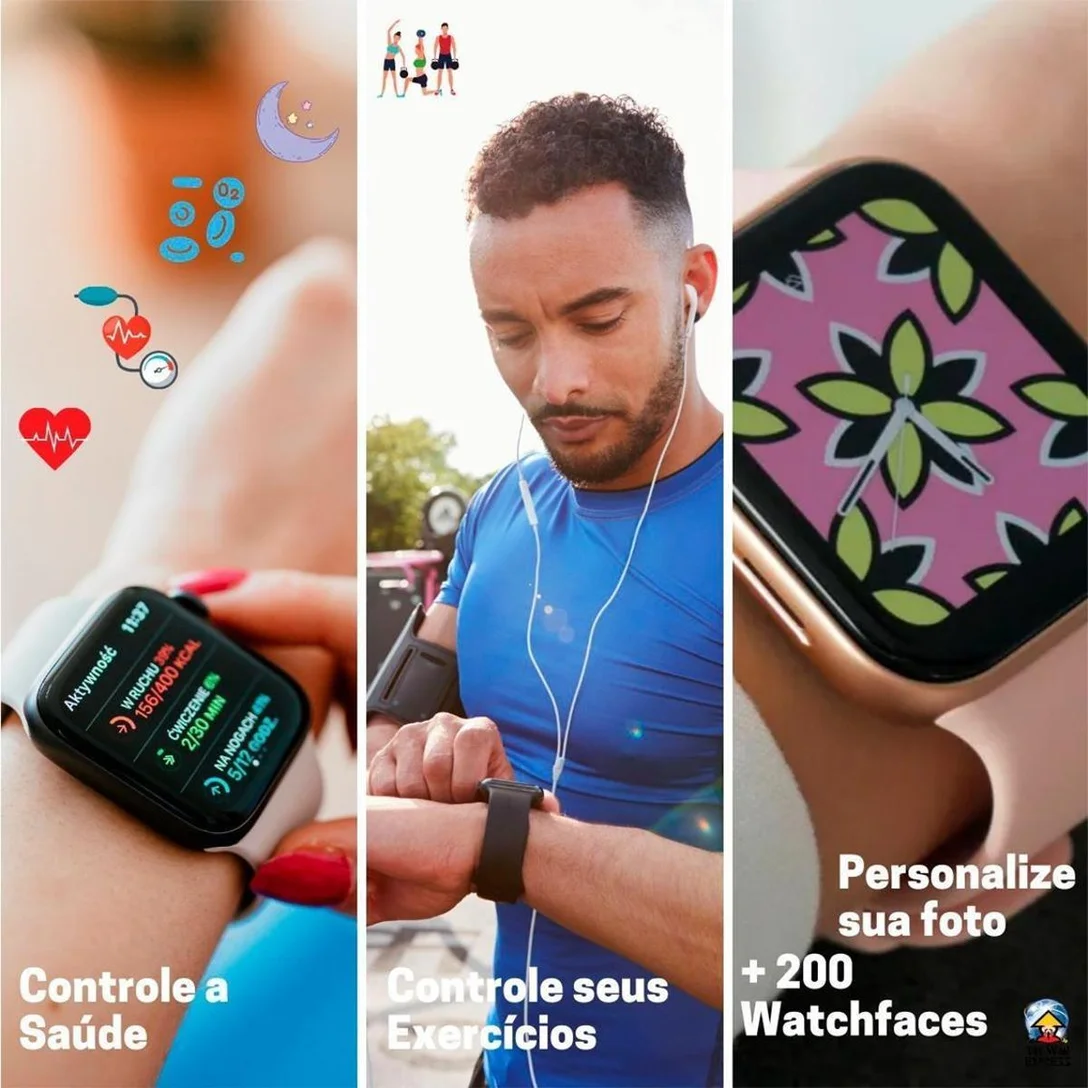 O2
11:37
Aktywność
W RUCHU 39%
156/400 KCAL
ĆWICZENIE 6%
2/30 MIN
NA NOGACH 41%
5/12 GODZ.
Controle a
Saúde
Controle seus
Exercícios
Personalize
sua foto
+ 200
Watchfaces